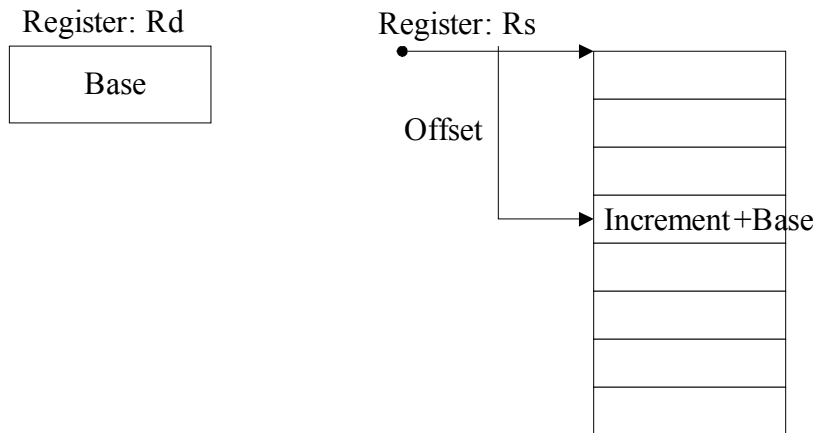 Register: Rd
Base
Register: Rs
Offset
Increment+Base